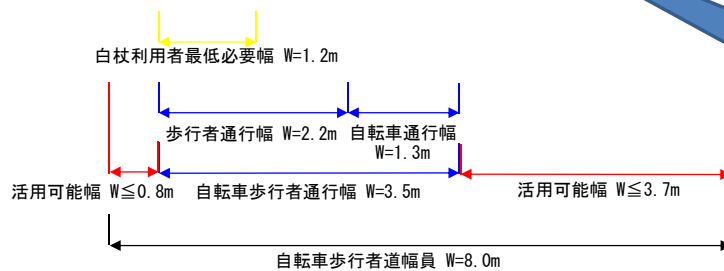 白杖利用者最低必要幅 W=1.2m
歩行者通行幅 W=2.2m
自転車通行幅
W=1.3m
活用可能幅 W≦0.8m
自転車歩行者通行幅 W=3.5m
活用可能幅 W≦3.7m
自転車歩行者道幅員 W=8.0m